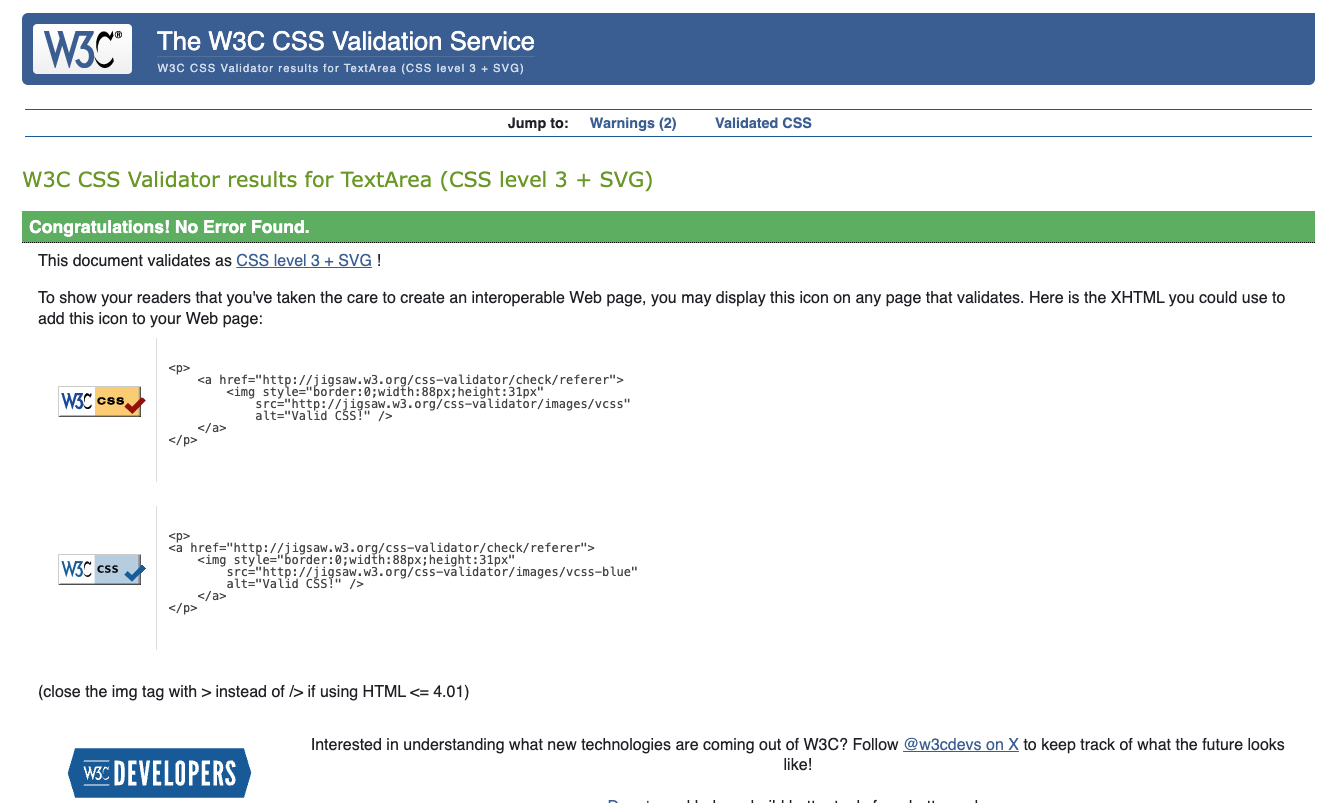 W3C®
The W3C CSS Validation Service
W3C CSS Validator results for TextArea (CSS level 3 + SVG)
Jump to: Warnings (2) Validated CSS
W3C CSS Validator results for TextArea (CSS level 3 + SVG)
Congratulations! No Error Found.
This document validates as CSS level 3 + SVG !
To show your readers that you've taken the care to create an interoperable Web page, you may display this icon on any page that validates. Here is the XHTML you could use to
add this icon to your Web page:
W3C css
<p>
    <a href="http://jigsaw.w3.org/css-validator/check/referer">
        <img style="border:0;width:88px;height:31px"
            src="http://jigsaw.w3.org/css-validator/images/vcss"
            alt="Valid CSS!" />
    </a>
</p>
W3C css
<p>
<a href="http://jigsaw.w3.org/css-validator/check/referer">
    <img style="border:0;width:88px;height:31px"
        src="http://jigsaw.w3.org/css-validator/images/vcss-blue"
        alt="Valid CSS!" />
    </a>
</p>
(close the img tag with > instead of /> if using HTML <= 4.01)
W3C DEVELOPERS
Interested in understanding what new technologies are coming out of W3C? Follow @w3cdevs on X to keep track of what the future looks
like!